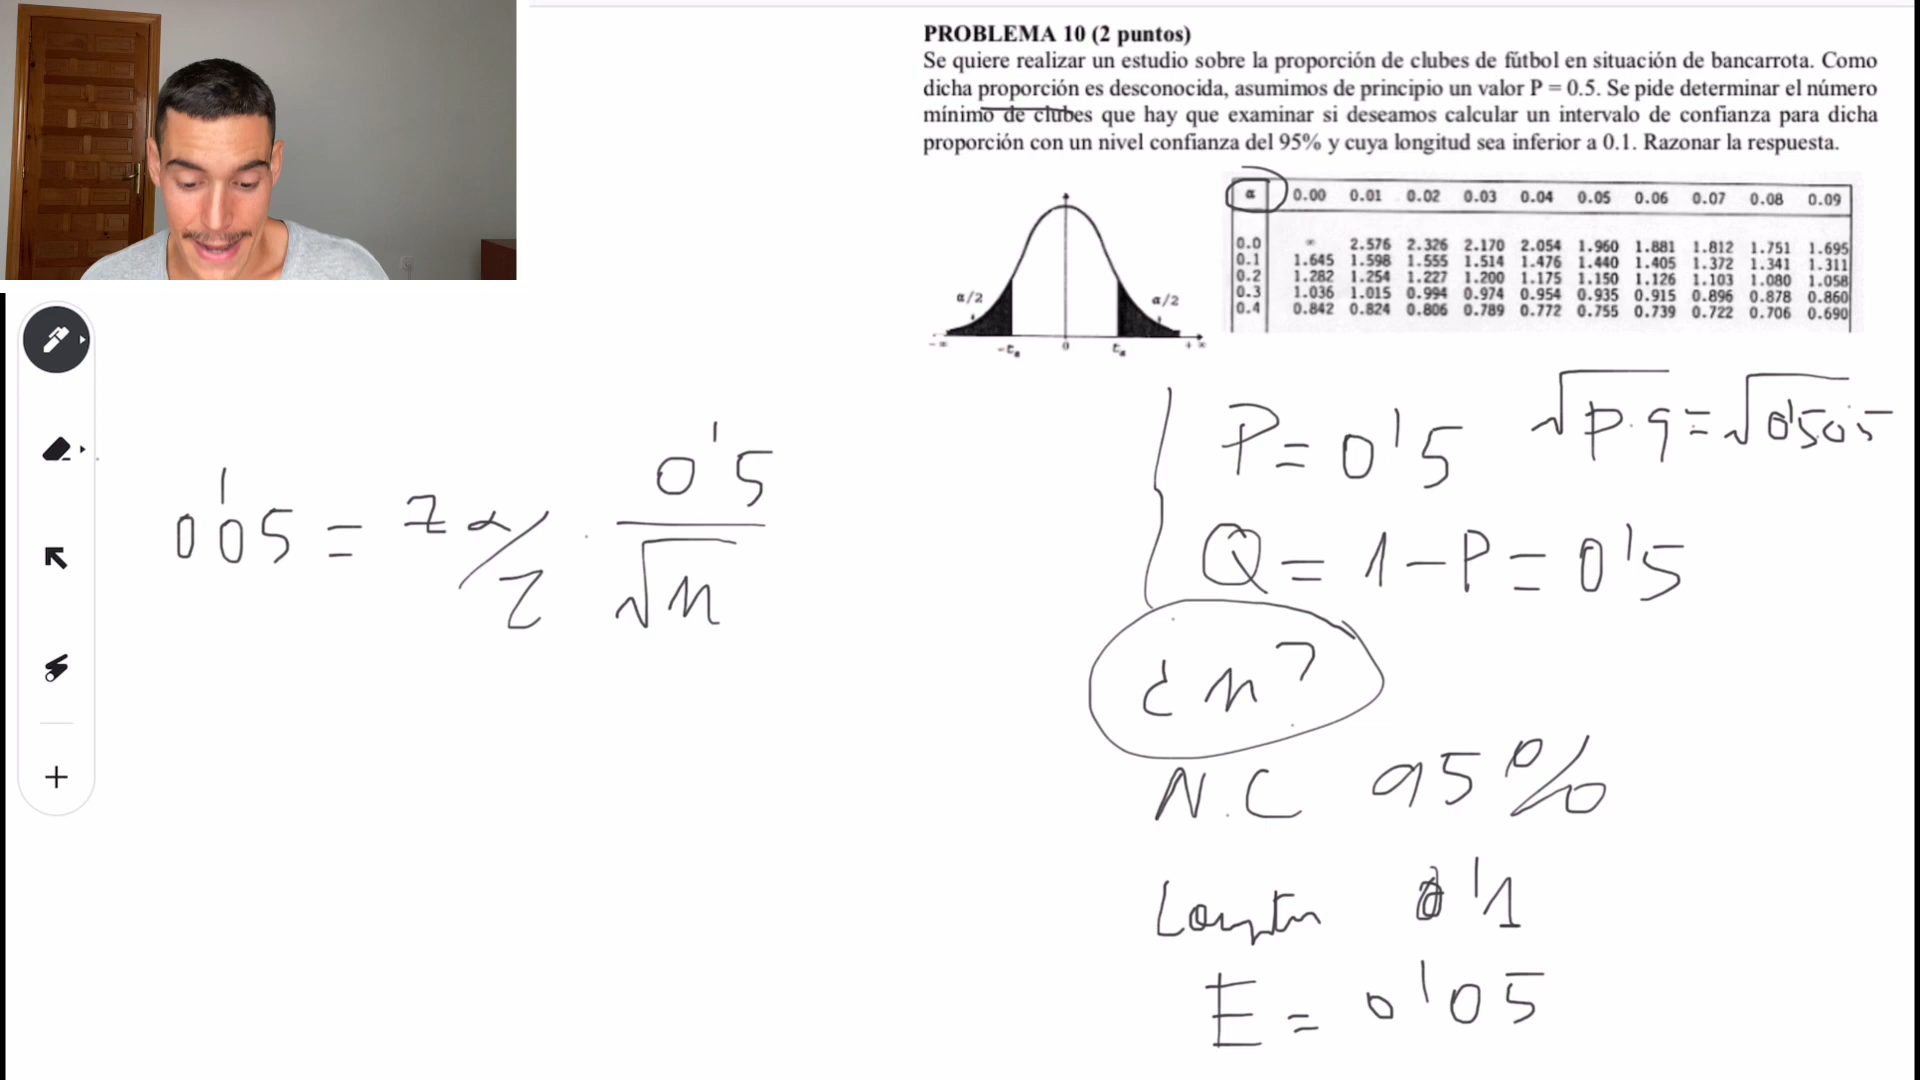 PROBLEMA 10 (2 puntos)
Se quiere realizar un estudio sobre la proporción de clubes de fútbol en situación de bancarrota. Como
dicha proporción es desconocida, asumimos de principio un valor P = 0.5. Se pide determinar el número
mínimo de clubes que hay que examinar si deseamos calcular un intervalo de confianza para dicha
proporción con un nivel confianza del 95% y cuya longitud sea inferior a 0.1. Razonar la respuesta.
α 0.00 0.01 0.02 0.03 0.04 0.05 0.06 0.07 0.08 0.09
0.0 ∞ 2.576 2.326 2.170 2.054 1.960 1.881 1.812 1.751 1.695
0.1 1.645 1.598 1.555 1.514 1.476 1.440 1.405 1.372 1.341 1.311
0.2 1.282 1.254 1.227 1.200 1.175 1.150 1.126 1.103 1.080 1.058
0.3 1.036 1.015 0.994 0.974 0.954 0.935 0.915 0.896 0.878 0.860
0.4 0.842 0.824 0.806 0.789 0.772 0.755 0.739 0.722 0.706 0.690
α/2 α/2
-∞ -tα 0 tα +∞
0'05 = z α/2 · 0'5/√n
P = 0'5 √p·q = √0'5·0'5
Q = 1 - P = 0'5
¿n?
N.C 95%
0'1
E = 0'05